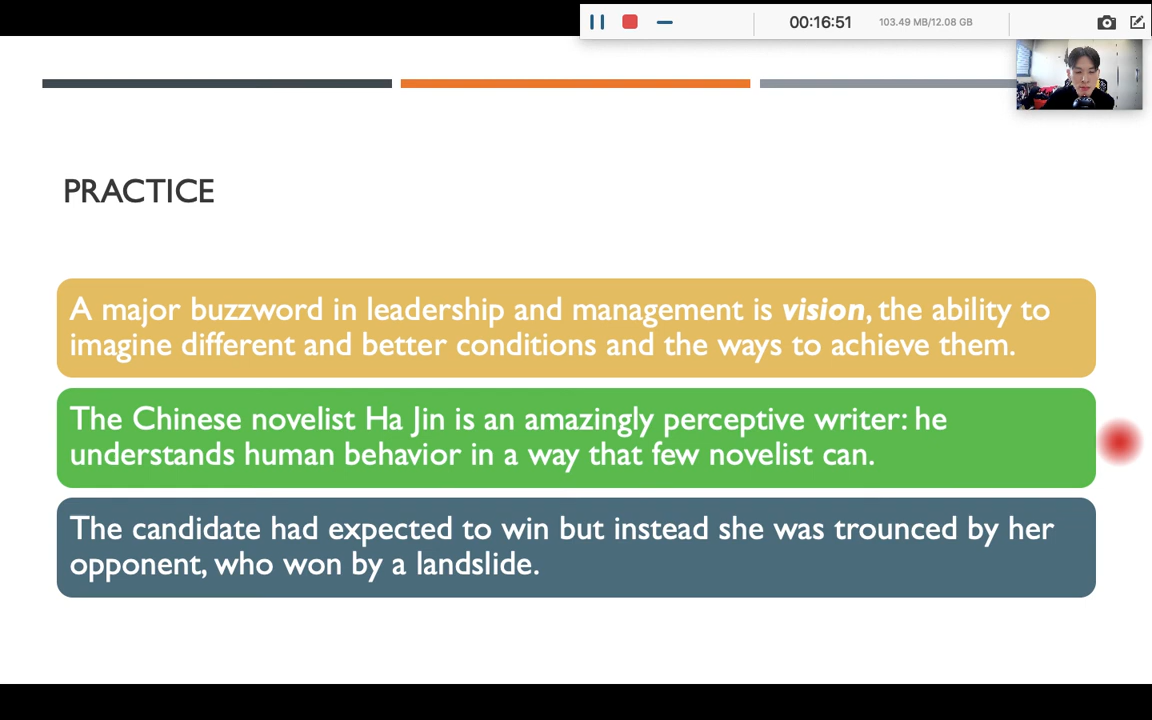 00:16:51
103.49 MB/12.08 GB
PRACTICE
A major buzzword in leadership and management is vision, the ability to
imagine different and better conditions and the ways to achieve them.
The Chinese novelist Ha Jin is an amazingly perceptive writer: he
understands human behavior in a way that few novelist can.
The candidate had expected to win but instead she was trounced by her
opponent, who won by a landslide.